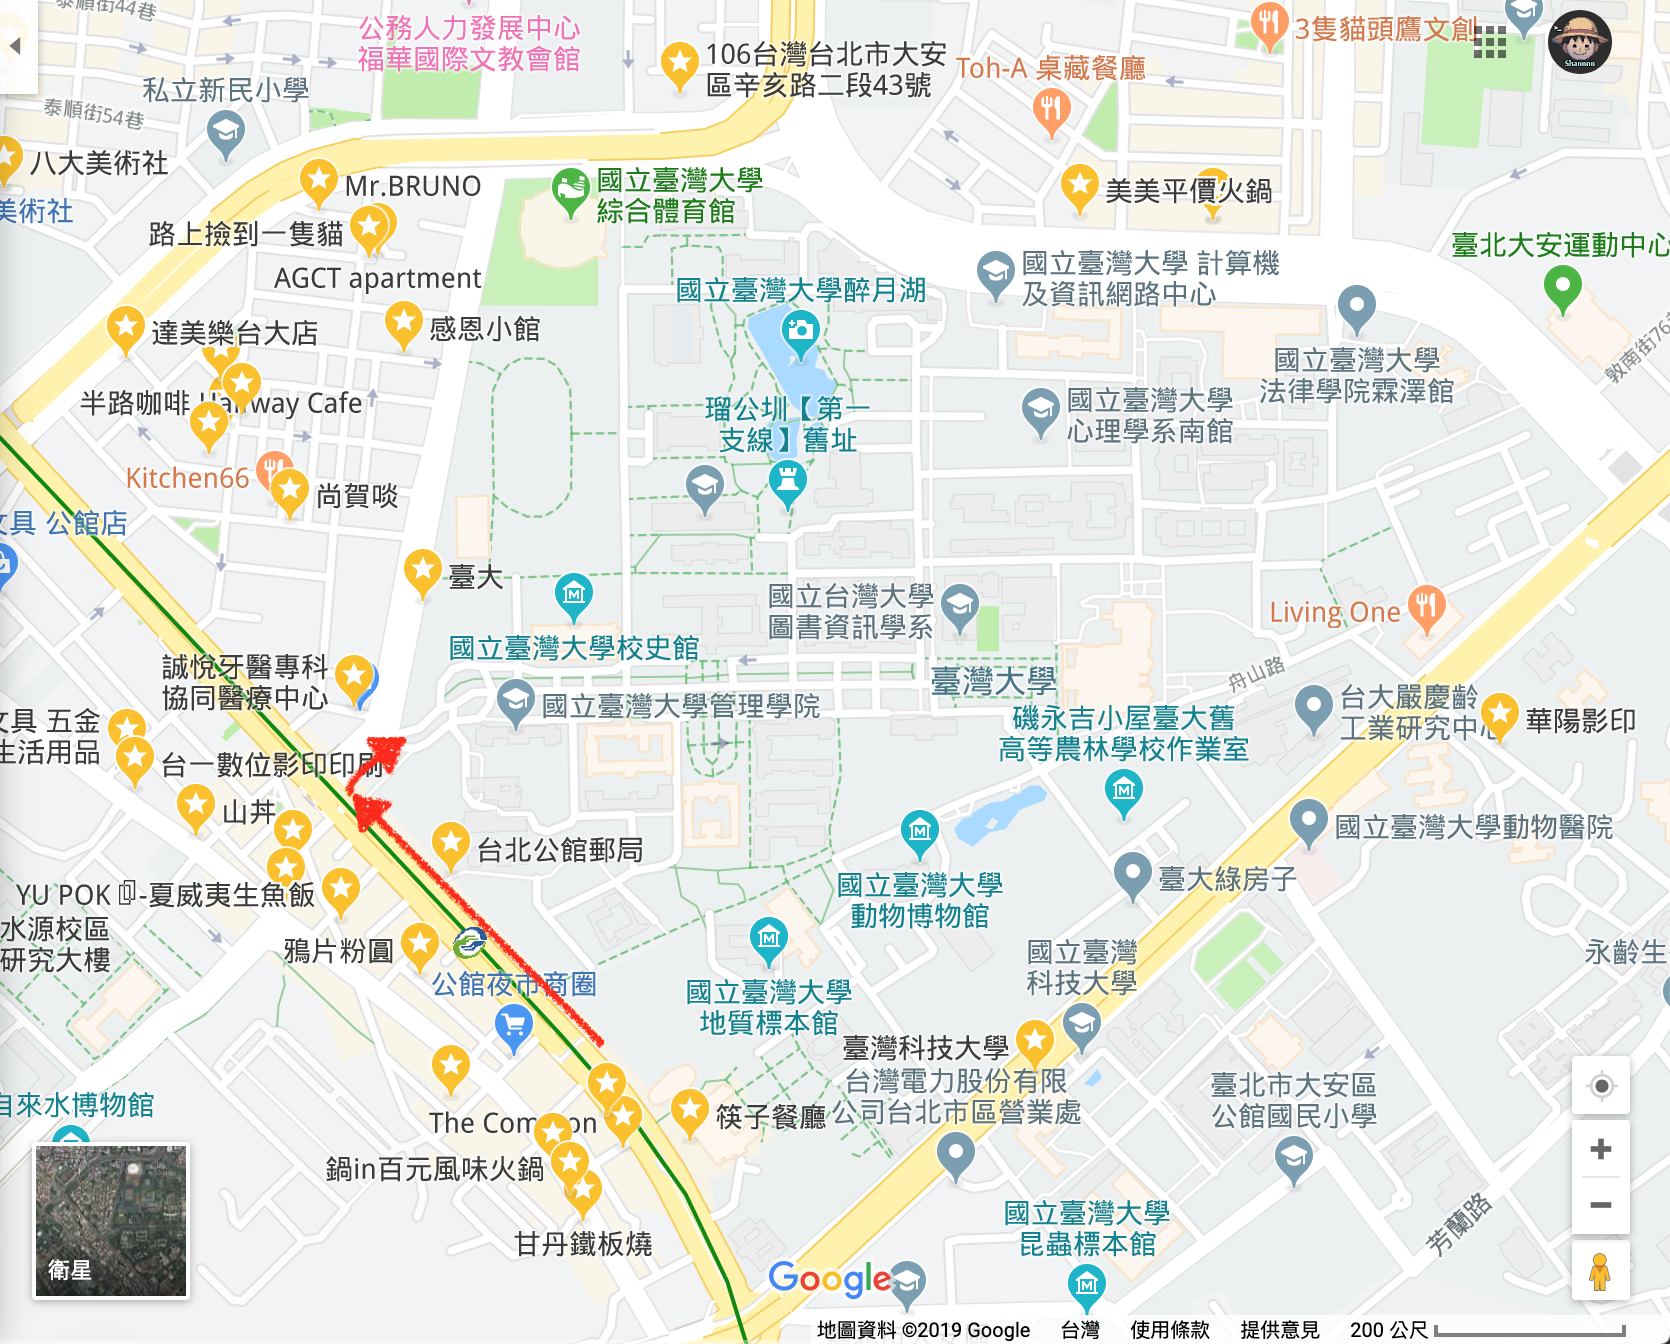 泰順街44巷
公務人力發展中心
福華國際文教會館
106台灣台北市大安
區辛亥路二段43號
3隻貓頭鷹文創
Shannon
Toh-A 桌藏餐廳
私立新民小學
泰順街54巷
八大美術社
美術社
Mr.BRUNO
國立臺灣大學
綜合體育館
美美平價火鍋
路上撿到一隻貓
AGCT apartment
臺北大安運動中心
國立臺灣大學 計算機
及資訊網路中心
國立臺灣大學醉月湖
達美樂台大店
感恩小館
國立臺灣大學
法律學院霖澤館
敦南街76巷
半路咖啡 Halfway Cafe
瑠公圳【第一
支線】舊址
國立臺灣大學
心理學系南館
Kitchen66
尚賀啖
文具 公館店
臺大
國立台灣大學
圖書資訊學系
Living One
國立臺灣大學校史館
誠悅牙醫專科
協同醫療中心
臺灣大學
舟山路
國立臺灣大學管理學院
台大嚴慶齡
工業研究中心
華陽影印
文具 五金
生活用品
磯永吉小屋臺大舊
高等農林學校作業室
台一數位影印印刷
山丼
台北公館郵局
國立臺灣大學動物醫院
國立臺灣大學
動物博物館
臺大綠房子
YU POK
-夏威夷生魚飯
水源校區
研究大樓
鴉片粉圓
公館夜市商圈
國立臺灣大學
地質標本館
國立臺灣
科技大學
永齡生
臺灣科技大學
台灣電力股份有限
公司台北市區營業處
臺北市大安區
公館國民小學
自來水博物館
The Common
筷子餐廳
鍋in百元風味火鍋
甘丹鐵板燒
國立臺灣大學
昆蟲標本館
芳蘭路
衛星
Google
地圖資料 ©2019 Google 台灣 使用條款 提供意見 200 公尺